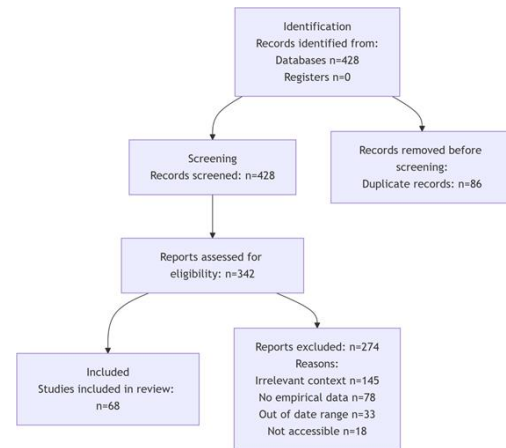 Identification
Records identified from:
Databases n=428
Registers n=0
Screening
Records screened: n=428
Records removed before
screening:
Duplicate records: n=86
Reports assessed for
eligibility: n=342
Included
Studies included in review:
n=68
Reports excluded: n=274
Reasons:
Irrelevant context n=145
No empirical data n=78
Out of date range n=33
Not accessible n=18